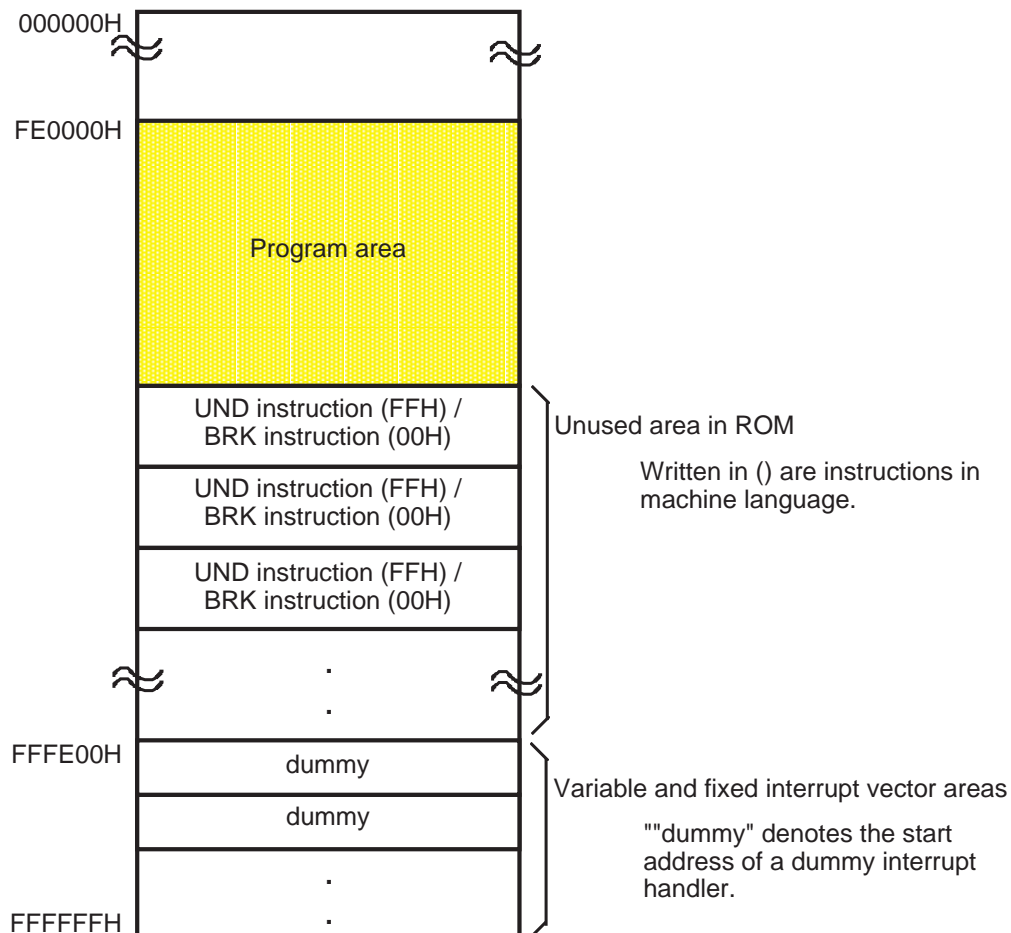 000000H
FE0000H
Program area
UND instruction (FFH) /
BRK instruction (00H)
Unused area in ROM
Written in () are instructions in
machine language.
UND instruction (FFH) /
BRK instruction (00H)
UND instruction (FFH) /
BRK instruction (00H)
.
.
FFFE00H
dummy
Variable and fixed interrupt vector areas
dummy
""dummy" denotes the start
address of a dummy interrupt
handler.
.
.
FFFFFFH